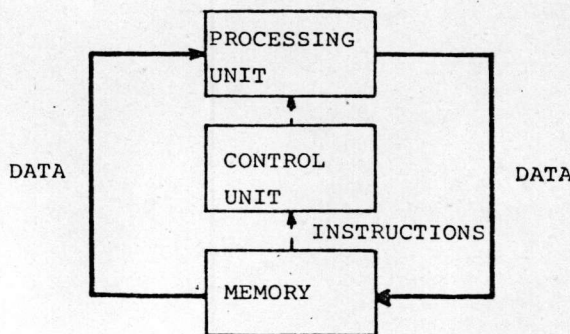 PROCESSING
UNIT
CONTROL
UNIT
DATA
DATA
INSTRUCTIONS
MEMORY